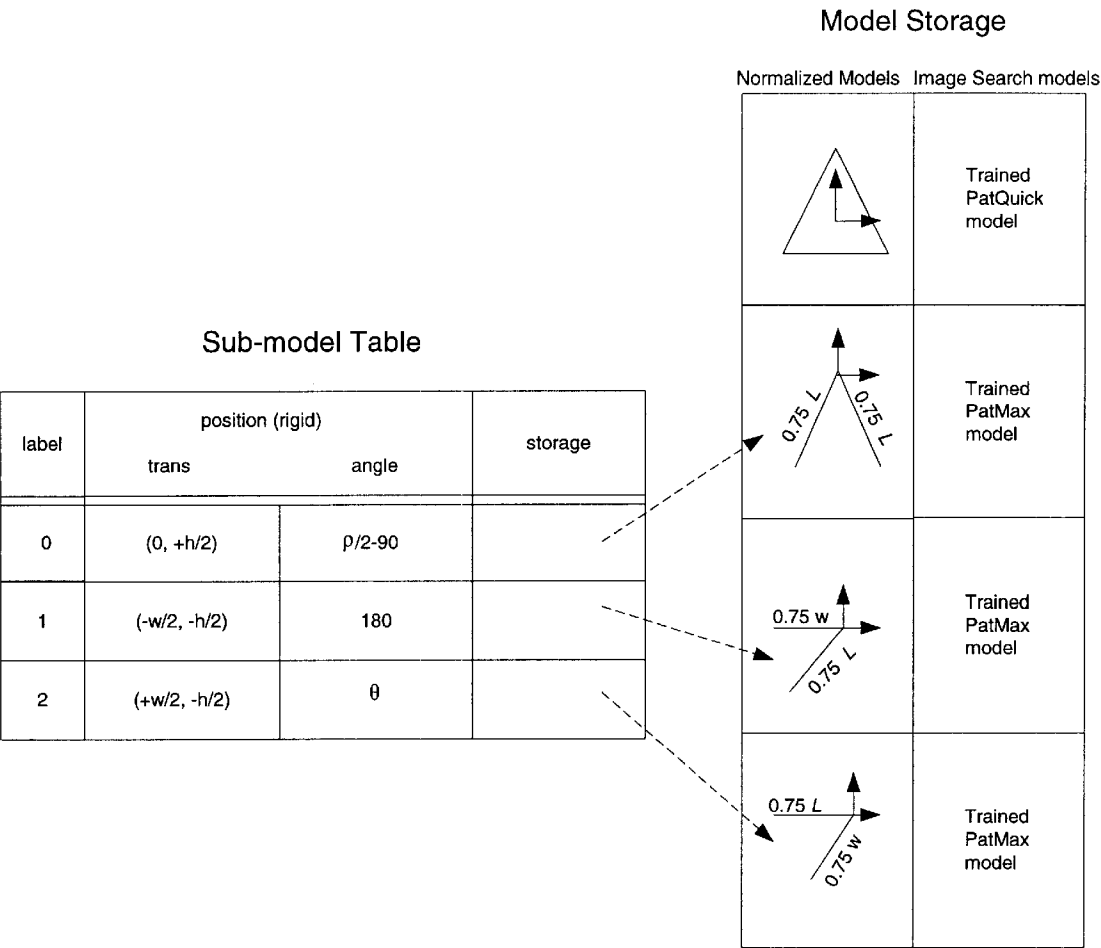 Model Storage
Normalized Models Image Search models
Trained
PatQuick
model
0.75 L
0.75 L
Trained
PatMax
model
0.75 w
0.75 L
Trained
PatMax
model
0.75 L
0.75 w
Trained
PatMax
model
Sub-model Table
label position (rigid) storage
trans angle
0 (0, +h/2) ρ/2-90
1 (-w/2, -h/2) 180
2 (+w/2, -h/2) θ